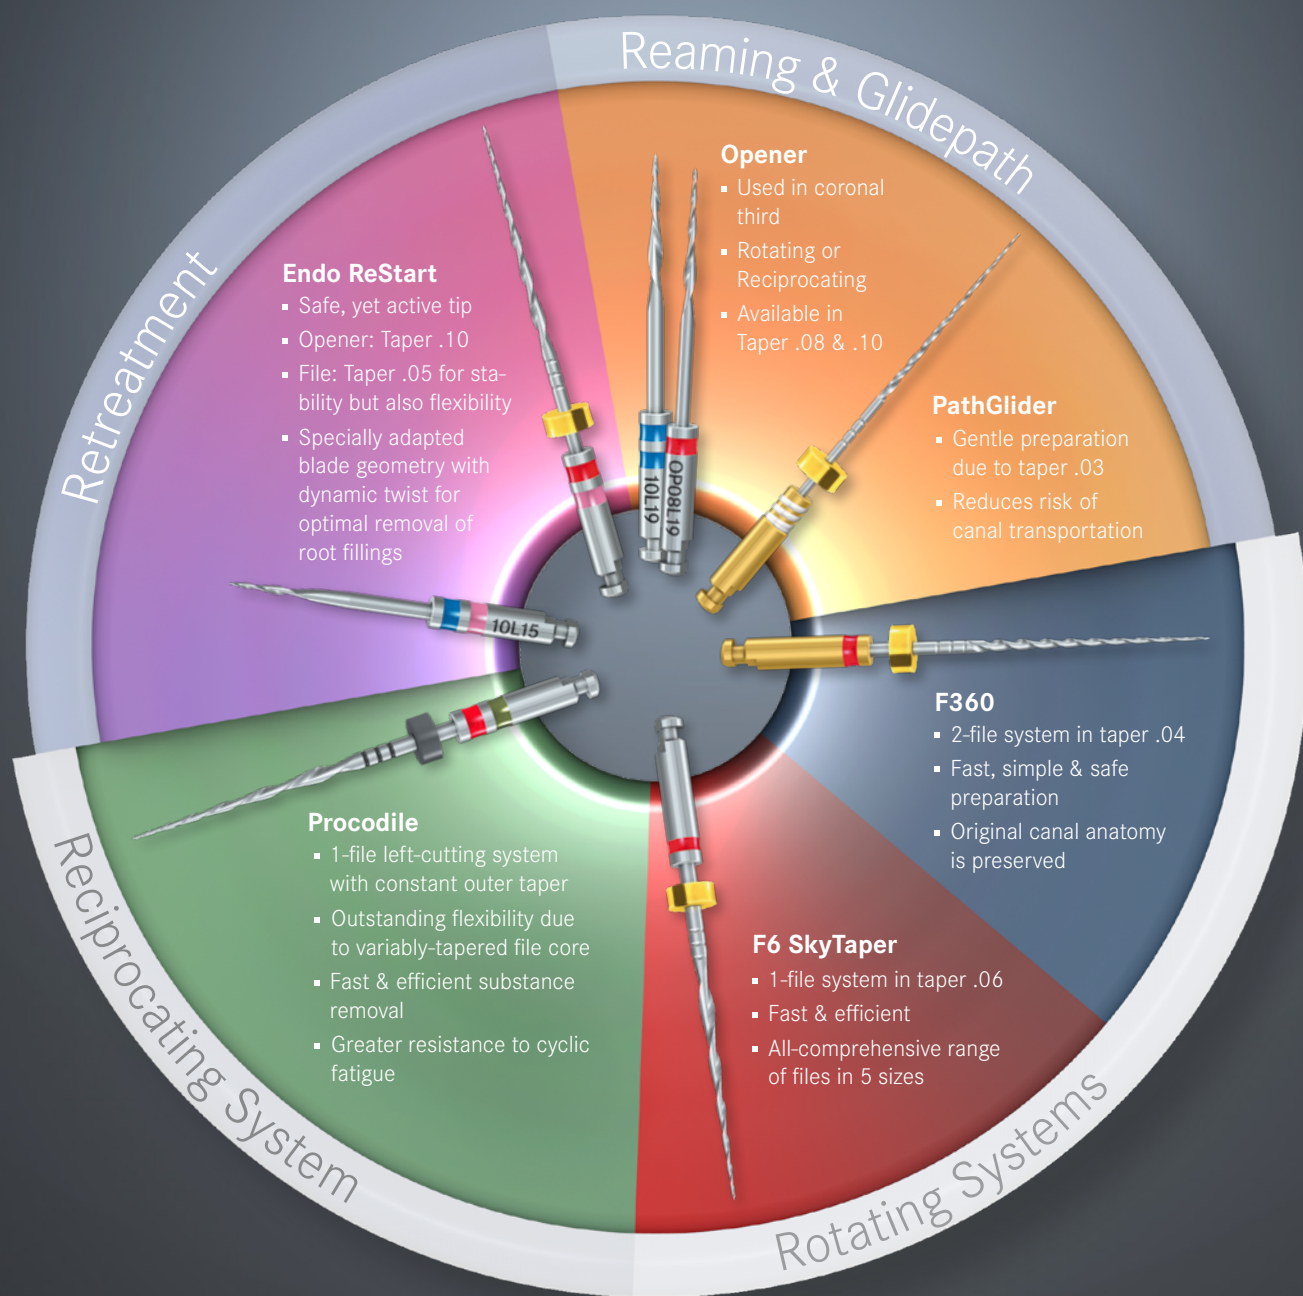 Reaming & Glidepath
Opener
▪ Used in coronal
third
▪ Rotating or
Reciprocating
▪ Available in
Taper .08 & .10
PathGlider
▪ Gentle preparation
due to taper .03
▪ Reduces risk of
canal transportation
Retreatment
Endo ReStart
▪ Safe, yet active tip
▪ Opener: Taper .10
▪ File: Taper .05 for sta-
bility but also flexibility
▪ Specially adapted
blade geometry with
dynamic twist for
optimal removal of
root fillings
10L19
OP08L19
10L15
F360
▪ 2-file system in taper .04
▪ Fast, simple & safe
preparation
▪ Original canal anatomy
is preserved
F6 SkyTaper
▪ 1-file system in taper .06
▪ Fast & efficient
▪ All-comprehensive range
of files in 5 sizes
Rotating Systems
Procodile
▪ 1-file left-cutting system
with constant outer taper
▪ Outstanding flexibility due
to variably-tapered file core
▪ Fast & efficient substance
removal
▪ Greater resistance to cyclic
fatigue
Reciprocating System